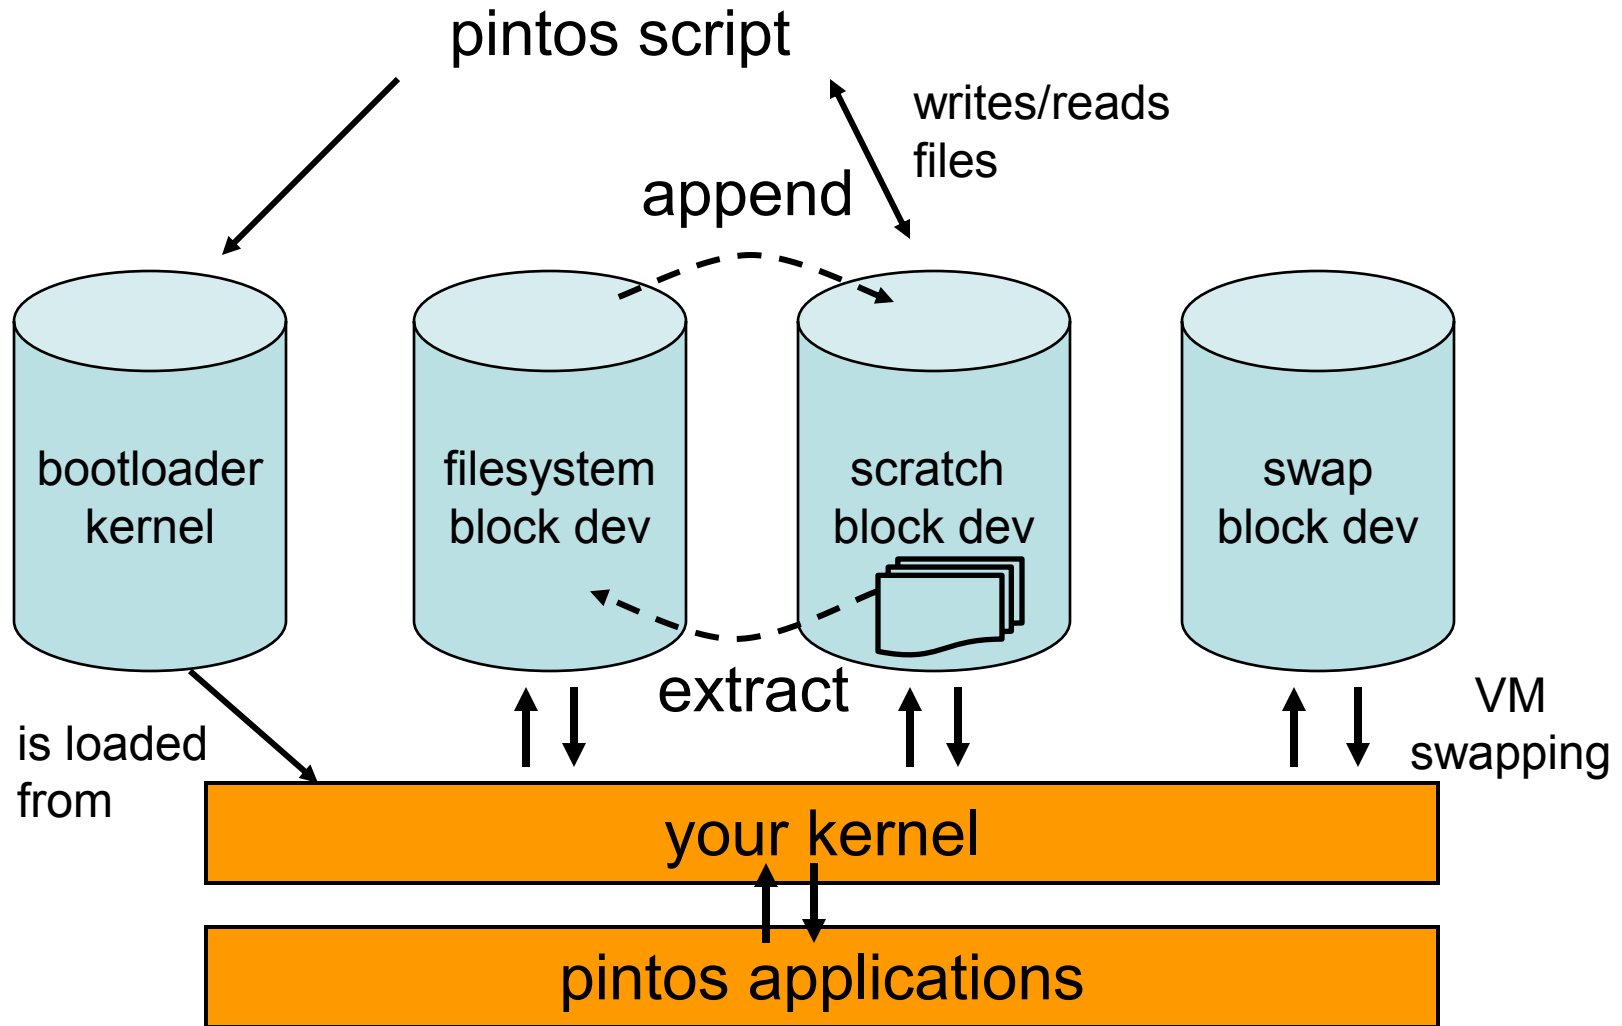 pintos script
writes/reads
files
append
bootloader
kernel
filesystem
block dev
scratch
block dev
swap
block dev
extract
is loaded
from
VM
swapping
your kernel
pintos applications